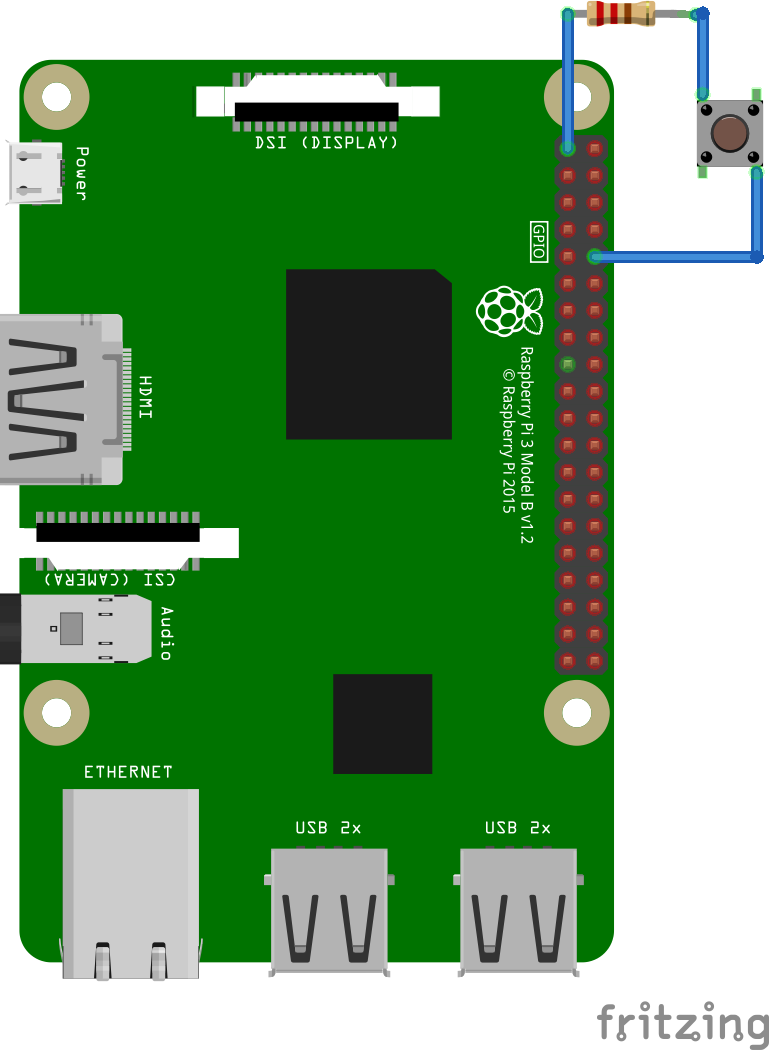 DSI (DISPLAY)
Power
GPIO
HDMI
Raspberry Pi 3 Model B v1.2
© Raspberry Pi 2015
CSI (CAMERA)
Audio
ETHERNET
USB 2x
USB 2x
fritzing